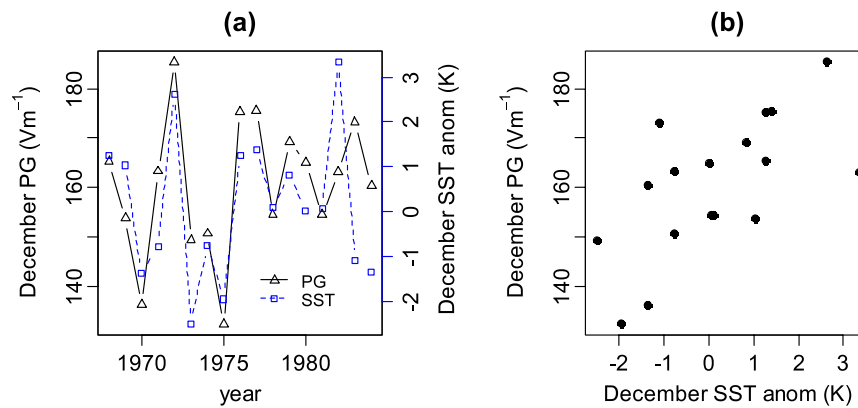 (a)
December PG (Vm⁻¹)
180
160
140
3
2
1
0
-1
-2
December SST anom (K)
PG
SST
1970
1975
1980
year
(b)
December PG (Vm⁻¹)
180
160
140
-2
-1
0
1
2
3
December SST anom (K)